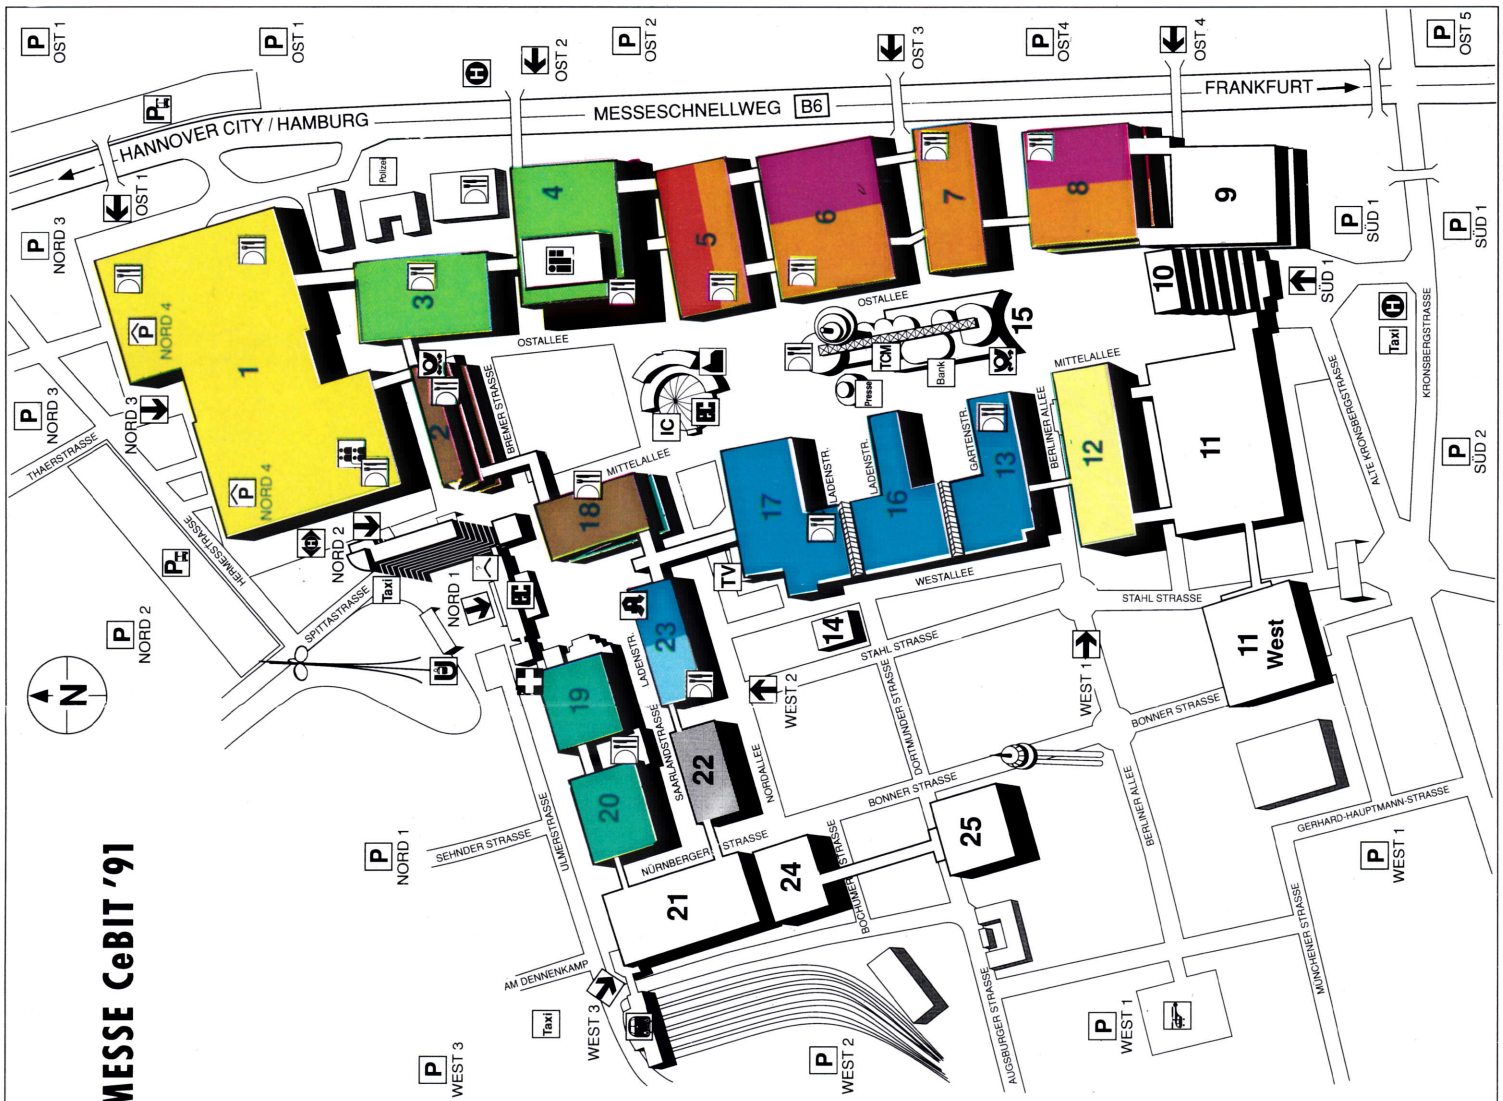 MESSE CeBIT '91
N
P
OST 1
P
OST 1
P
OST 2
P
OST 4
P
OST 5
OST 1
H
OST 2
OST 3
OST 4
HANNOVER CITY / HAMBURG
MESSESCHNELLWEG B6
FRANKFURT
P
P
NORD 3
P
NORD 3
NORD 3
Polizei
P
NORD 4
P
NORD 4
1
2
3
4
5
6
7
8
9
10
11
11
West
12
13
14
15
16
17
18
19
20
21
22
23
24
25
THAERSTRASSE
HERMESSTRASSE
SPITTASTRASSE
P
P
NORD 2
H
NORD 2
Taxi
NORD 1
U
EC
OSTALLEE
BREMER STRASSE
MITTELALLEE
IC
EC
OSTALLEE
TCM
Presse
Bank
MITTELALLEE
BERLINER ALLEE
GARTENSTR.
LADENSTR.
LADENSTR.
TV
WESTALLEE
STAHL STRASSE
STAHL STRASSE
P
SÜD 1
P
SÜD 1
SÜD 1
Taxi
H
P
SÜD 2
KRONSBERGSTRASSE
ALTE KRONSBERGSTRASSE
LADENSTR.
SAARLANDSTRASSE
NORDALLEE
WEST 2
WEST 1
DORTMUNDER STRASSE
BONNER STRASSE
BONNER STRASSE
BERLINER ALLEE
GERHARD-HAUPTMANN-STRASSE
MÜNCHENER STRASSE
P
WEST 1
P
WEST 1
P
NORD 1
SEHNDER STRASSE
ULMERSTRASSE
NÜRNBERGER STRASSE
BOCHUMER STRASSE
AM DENNENKAMP
Taxi
WEST 3
P
WEST 3
P
WEST 2
AUGSBURGER STRASSE